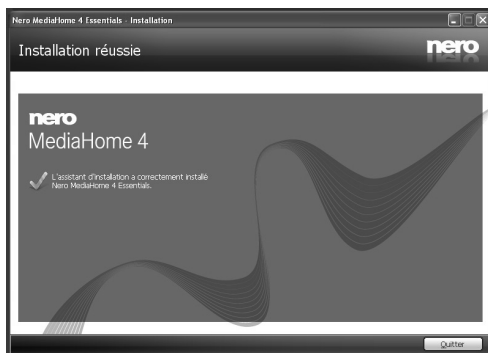 Nero MediaHome 4 Essentials - Installation
Installation réussie
nero
nero
MediaHome 4
L'assistant d'installation a correctement installé
Nero MediaHome 4 Essentials.
Quitter